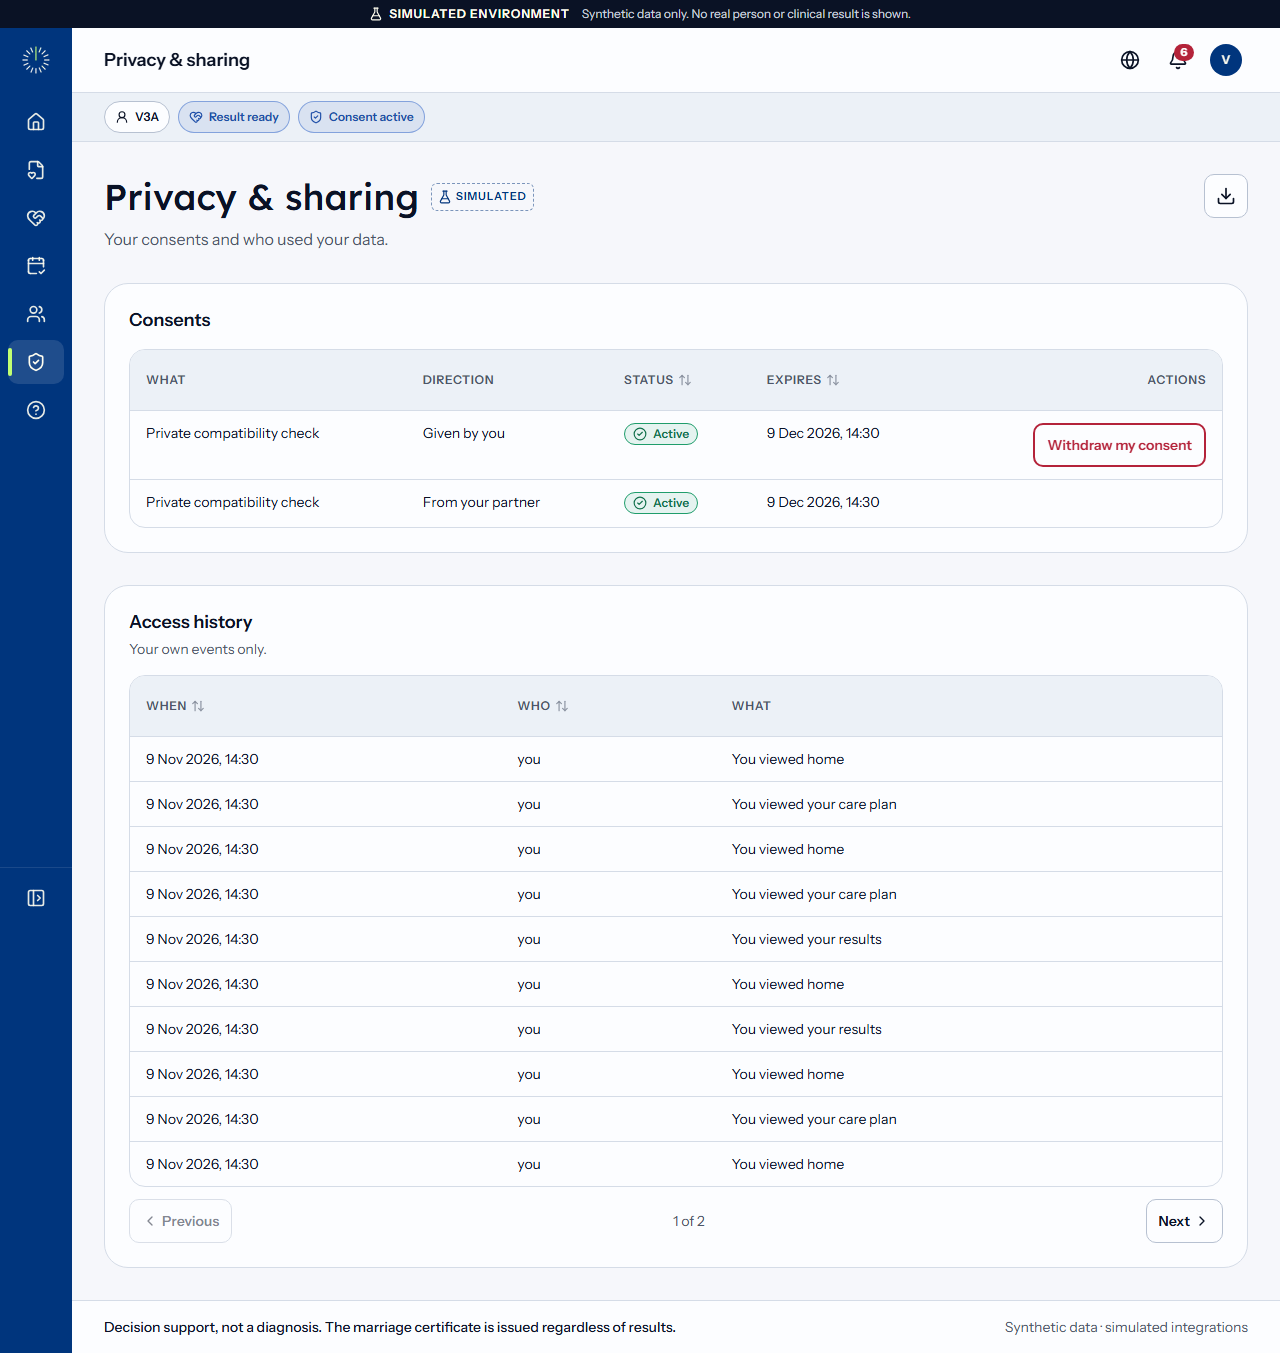 SIMULATED ENVIRONMENT Synthetic data only. No real person or clinical result is shown.
Privacy & sharing
6
V
V3A
Result ready
Consent active
Privacy & sharing
SIMULATED
Your consents and who used your data.
Consents
WHAT DIRECTION STATUS EXPIRES ACTIONS
Private compatibility check Given by you Active 9 Dec 2026, 14:30 Withdraw my consent
Private compatibility check From your partner Active 9 Dec 2026, 14:30
Access history
Your own events only.
WHEN WHO WHAT
9 Nov 2026, 14:30 you You viewed home
9 Nov 2026, 14:30 you You viewed your care plan
9 Nov 2026, 14:30 you You viewed home
9 Nov 2026, 14:30 you You viewed your care plan
9 Nov 2026, 14:30 you You viewed your results
9 Nov 2026, 14:30 you You viewed home
9 Nov 2026, 14:30 you You viewed your results
9 Nov 2026, 14:30 you You viewed home
9 Nov 2026, 14:30 you You viewed your care plan
9 Nov 2026, 14:30 you You viewed home
Previous 1 of 2 Next
Decision support, not a diagnosis. The marriage certificate is issued regardless of results. Synthetic data · simulated integrations